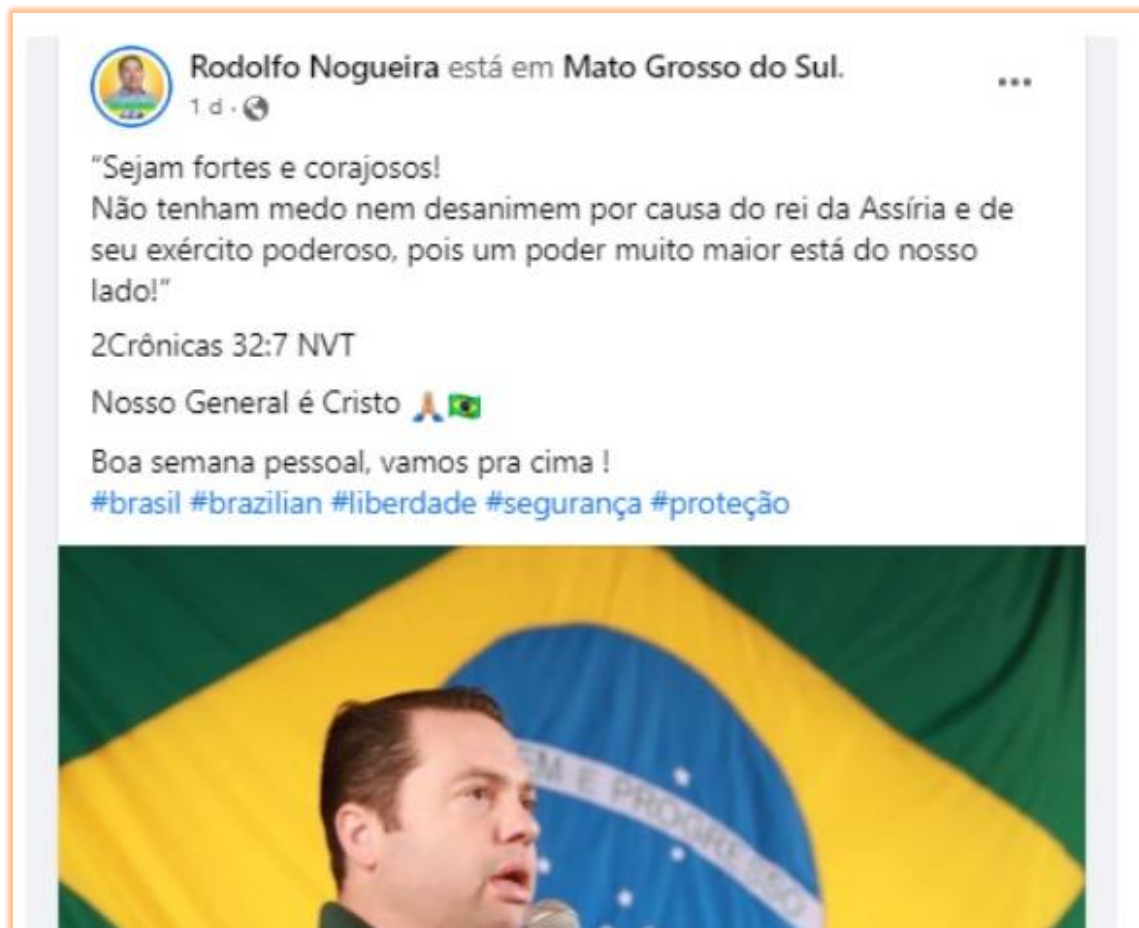 Rodolfo Nogueira está em Mato Grosso do Sul.
1 d ·
“Sejam fortes e corajosos!
Não tenham medo nem desanimem por causa do rei da Assíria e de
seu exército poderoso, pois um poder muito maior está do nosso
lado!”
2Crônicas 32:7 NVT
Nosso General é Cristo 🙏🏽🇧🇷
Boa semana pessoal, vamos pra cima !
#brasil #brazilian #liberdade #segurança #proteção
EM E PROGRESSO